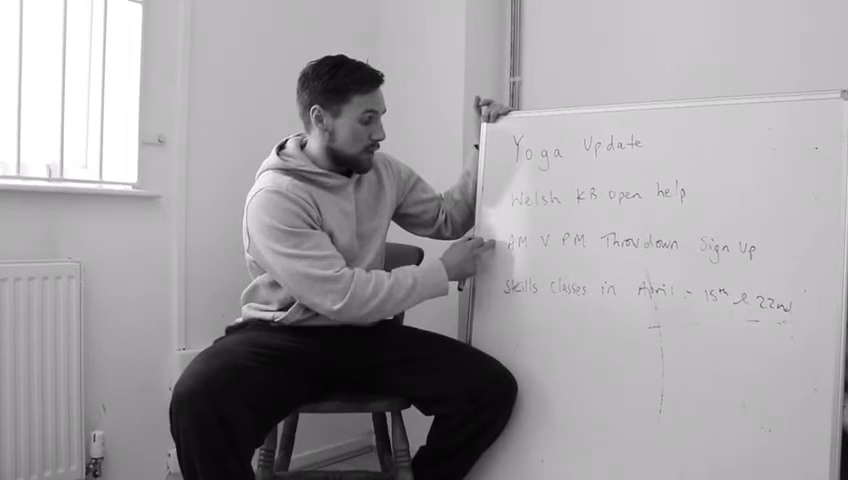 Yoga Update
Welsh KB Open help
AM V PM Throwdown Sign Up
Skills Classes in April - 15th & 22nd